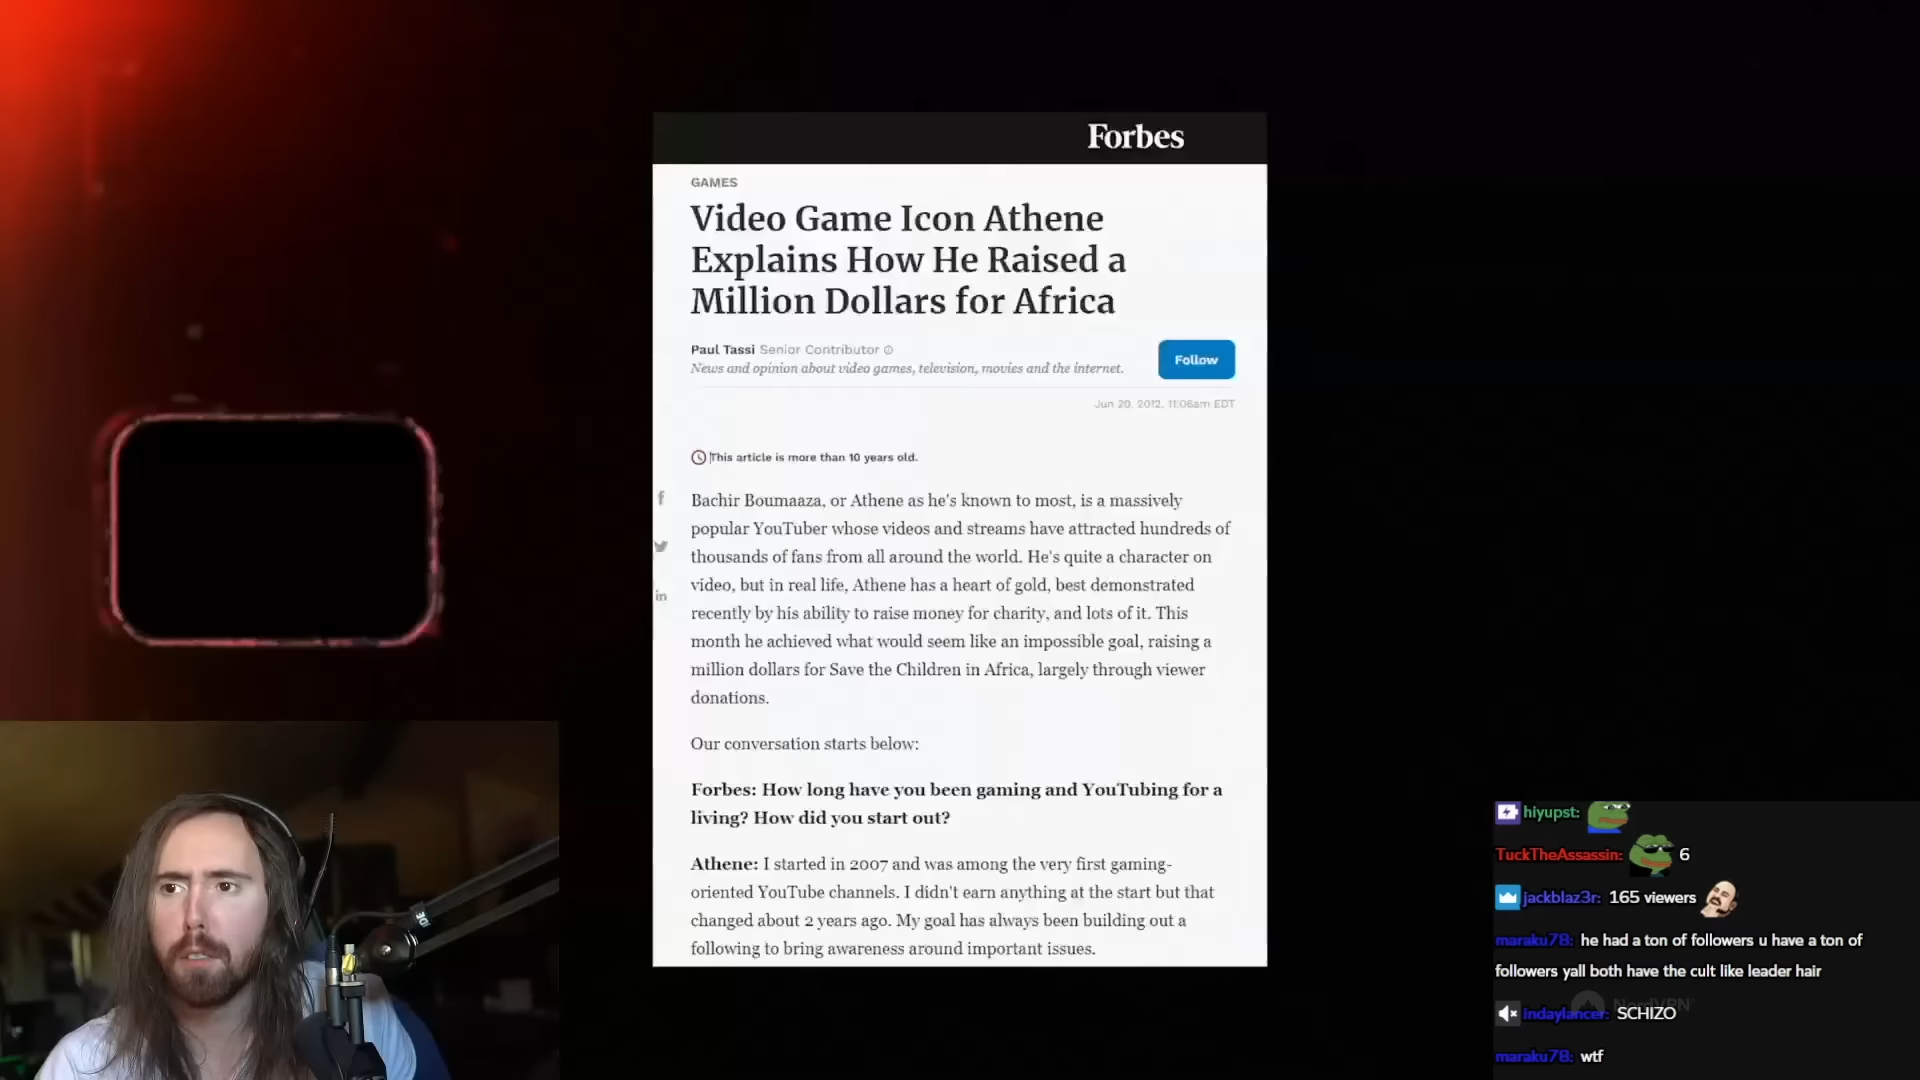 Forbes
GAMES
Video Game Icon Athene
Explains How He Raised a
Million Dollars for Africa
Paul Tassi Senior Contributor
News and opinion about video games, television, movies and the internet.
Follow
Jun 20, 2012, 11:06am EDT
This article is more than 10 years old.
Bachir Boumaaza, or Athene as he's known to most, is a massively
popular YouTuber whose videos and streams have attracted hundreds of
thousands of fans from all around the world. He's quite a character on
video, but in real life, Athene has a heart of gold, best demonstrated
recently by his ability to raise money for charity, and lots of it. This
month he achieved what would seem like an impossible goal, raising a
million dollars for Save the Children in Africa, largely through viewer
donations.
Our conversation starts below:
Forbes: How long have you been gaming and YouTubing for a
living? How did you start out?
Athene: I started in 2007 and was among the very first gaming-
oriented YouTube channels. I didn't earn anything at the start but that
changed about 2 years ago. My goal has always been building out a
following to bring awareness around important issues.
hiyupst:
TuckTheAssassin: 6
jackblaz3r: 165 viewers
maraku78: he had a ton of followers u have a ton of
followers yall both have the cult like leader hair
NordVPN
indaylancer: SCHIZO
maraku78: wtf